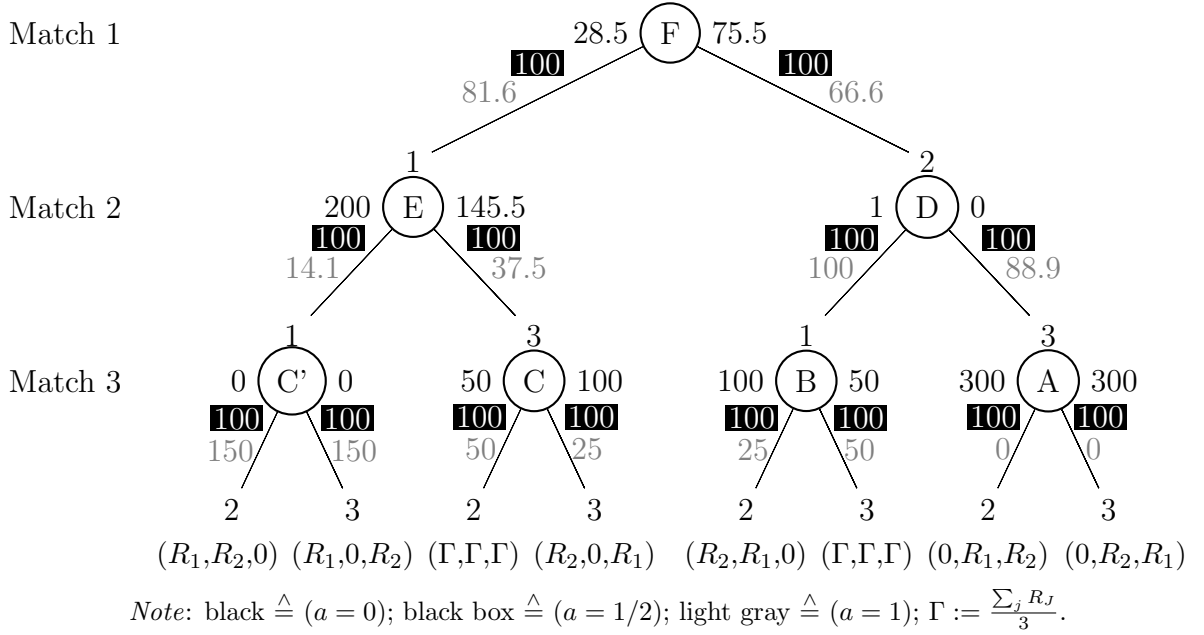 Match 1 28.5 F 75.5
100 100
81.6 66.6
1 2
Match 2 200 E 145.5 1 D 0
100 100 100 100
14.1 37.5 100 88.9
1 3 1 3
Match 3 0 C' 0 50 C 100 100 B 50 300 A 300
100 100 100 100 100 100 100 100
150 150 50 25 25 50 0 0
2 3 2 3 2 3 2 3
(R₁,R₂,0) (R₁,0,R₂) (Γ,Γ,Γ) (R₂,0,R₁) (R₂,R₁,0) (Γ,Γ,Γ) (0,R₁,R₂) (0,R₂,R₁)
Note: black ≙ (a = 0); black box ≙ (a = 1/2); light gray ≙ (a = 1); Γ := ∑ⱼ R_J / 3.